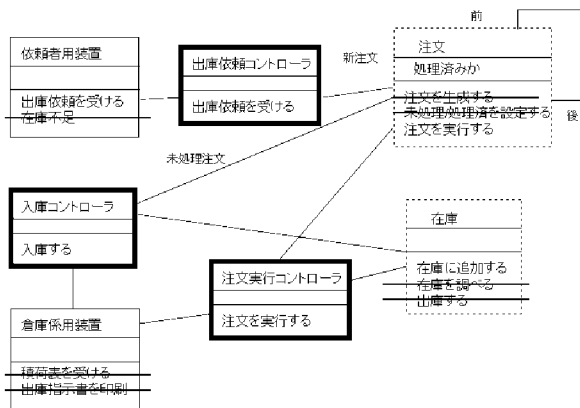 前
依頼者用装置
出庫依頼を受ける
在庫不足
出庫依頼コントローラ
出庫依頼を受ける
新注文
注文
処理済みか
注文を生成する
未処理/処理済を設定する
注文を実行する
後
未処理注文
入庫コントローラ
入庫する
注文実行コントローラ
注文を実行する
在庫
在庫に追加する
在庫を調べる
出庫する
倉庫係用装置
積荷表を受ける
出庫指示書を印刷